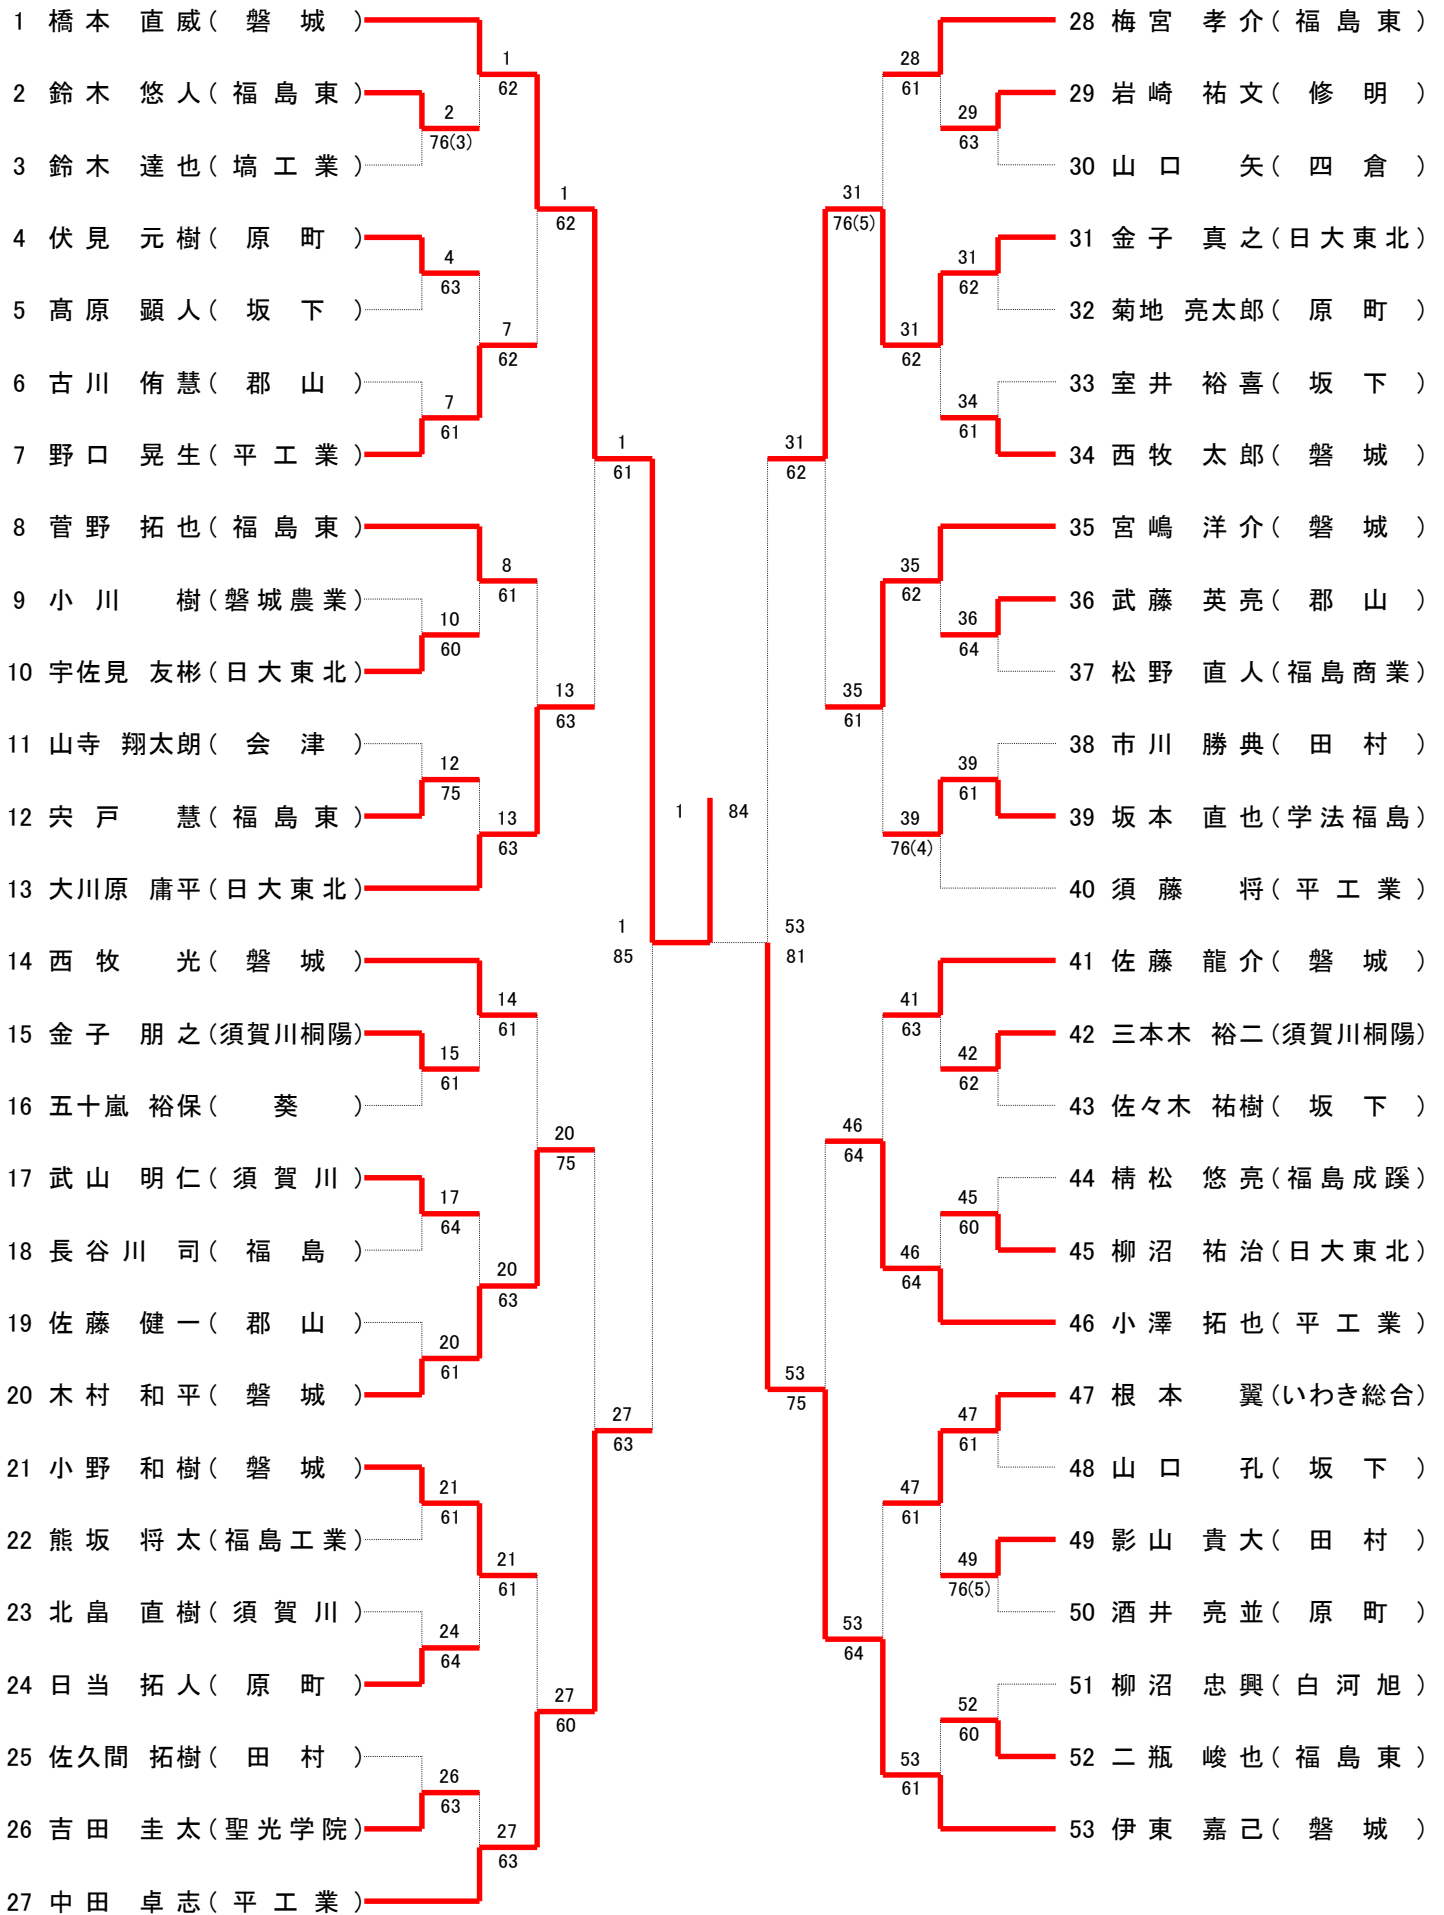 1 橋本 直威(磐城)
2 鈴木 悠人(福島東)
3 鈴木 達也(塙工業)
4 伏見 元樹(原町)
5 髙原 顕人(坂下)
6 古川 侑慧(郡山)
7 野口 晃生(平工業)
8 菅野 拓也(福島東)
9 小川 樹(磐城農業)
10 宇佐見 友彬(日大東北)
11 山寺 翔太朗(会津)
12 宍戸 慧(福島東)
13 大川原 庸平(日大東北)
14 西牧 光(磐城)
15 金子 朋之(須賀川桐陽)
16 五十嵐 裕保(葵)
17 武山 明仁(須賀川)
18 長谷川 司(福島)
19 佐藤 健一(郡山)
20 木村 和平(磐城)
21 小野 和樹(磐城)
22 熊坂 将太(福島工業)
23 北畠 直樹(須賀川)
24 日当 拓人(原町)
25 佐久間 拓樹(田村)
26 吉田 圭太(聖光学院)
27 中田 卓志(平工業)
2
76(3)
4
63
7
61
10
60
12
75
15
61
17
64
20
61
21
61
24
64
26
63
1
62
7
62
8
61
13
63
14
61
20
63
21
61
27
63
1
62
13
63
20
75
27
60
1
61
27
63
1
85
1
84
53
81
31
62
53
75
31
76(5)
35
61
46
64
53
64
28
61
31
62
35
62
39
76(4)
41
63
46
64
47
61
53
61
29
63
31
62
34
61
36
64
39
61
42
62
45
60
47
61
49
76(5)
52
60
28 梅宮 孝介(福島東)
29 岩崎 祐文(修明)
30 山口 矢(四倉)
31 金子 真之(日大東北)
32 菊地 亮太郎(原町)
33 室井 裕喜(坂下)
34 西牧 太郎(磐城)
35 宮嶋 洋介(磐城)
36 武藤 英亮(郡山)
37 松野 直人(福島商業)
38 市川 勝典(田村)
39 坂本 直也(学法福島)
40 須藤 将(平工業)
41 佐藤 龍介(磐城)
42 三本木 裕二(須賀川桐陽)
43 佐々木 祐樹(坂下)
44 棈松 悠亮(福島成蹊)
45 柳沼 祐治(日大東北)
46 小澤 拓也(平工業)
47 根本 翼(いわき総合)
48 山口 孔(坂下)
49 影山 貴大(田村)
50 酒井 亮並(原町)
51 柳沼 忠興(白河旭)
52 二瓶 峻也(福島東)
53 伊東 嘉己(磐城)